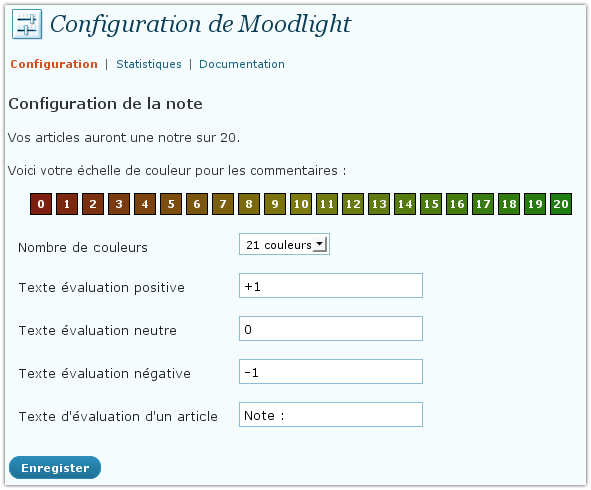 Configuration de Moodlight
Configuration | Statistiques | Documentation
Configuration de la note
Vos articles auront une notre sur 20.
Voici votre échelle de couleur pour les commentaires :
0 1 2 3 4 5 6 7 8 9 10 11 12 13 14 15 16 17 18 19 20
Nombre de couleurs 21 couleurs
Texte évaluation positive +1
Texte évaluation neutre 0
Texte évaluation négative -1
Texte d'évaluation d'un article Note :
Enregister